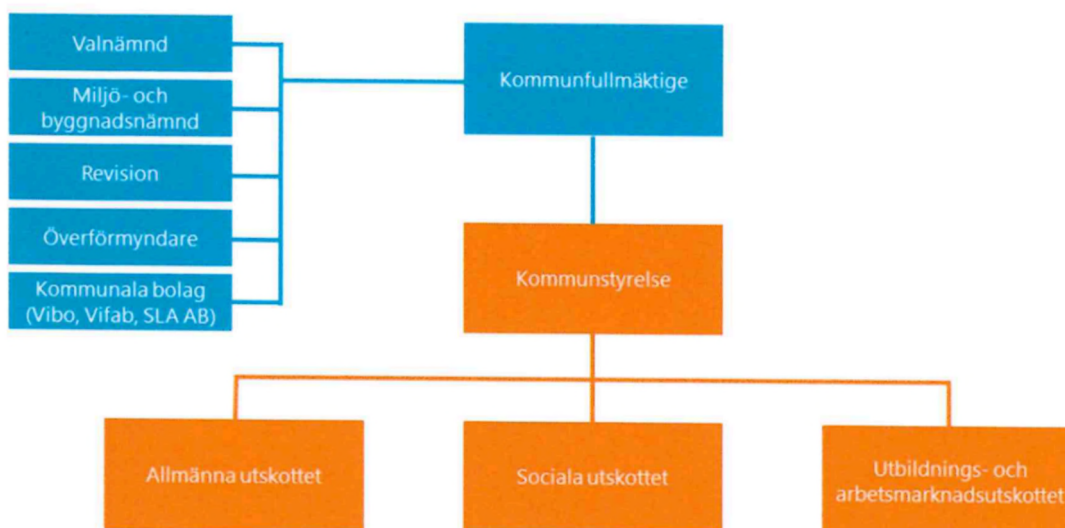 Valnämnd
Miljö- och
byggnadsnämnd
Revision
Överförmyndare
Kommunala bolag
(Vibo, Vifab, SLA AB)
Kommunfullmäktige
Kommunstyrelse
Allmänna utskottet
Sociala utskottet
Utbildnings- och
arbetsmarknadsutskottet